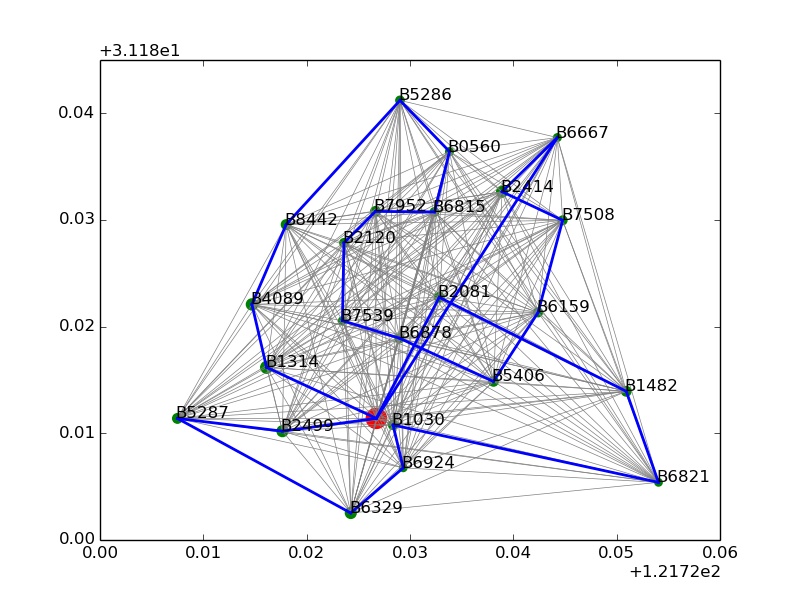 +3.118e1
B5286
0.04
B0560
B6667
B2414
B7952
B6815
B7508
0.03
B8442
B2120
B4089
B2081
B6159
0.02
B7539
B6878
B1314
B5406
B1482
B5287
B2499
B1030
0.01
B6924
B6821
B6329
0.00
0.00 0.01 0.02 0.03 0.04 0.05 0.06
+1.2172e2